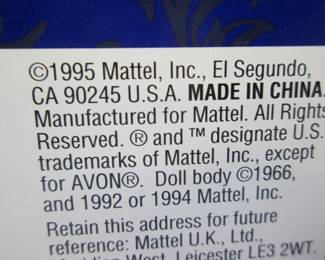 ©1995 Mattel, Inc., El Segundo,
CA 90245 U.S.A. MADE IN CHINA.
Manufactured for Mattel. All Rights
Reserved. ® and ™ designate U.S.
trademarks of Mattel, Inc., except
for AVON®. Doll body ©1966,
and 1992 or 1994 Mattel, Inc.
Retain this address for future
reference: Mattel U.K., Ltd.,
West, Leicester LE3 2WT.